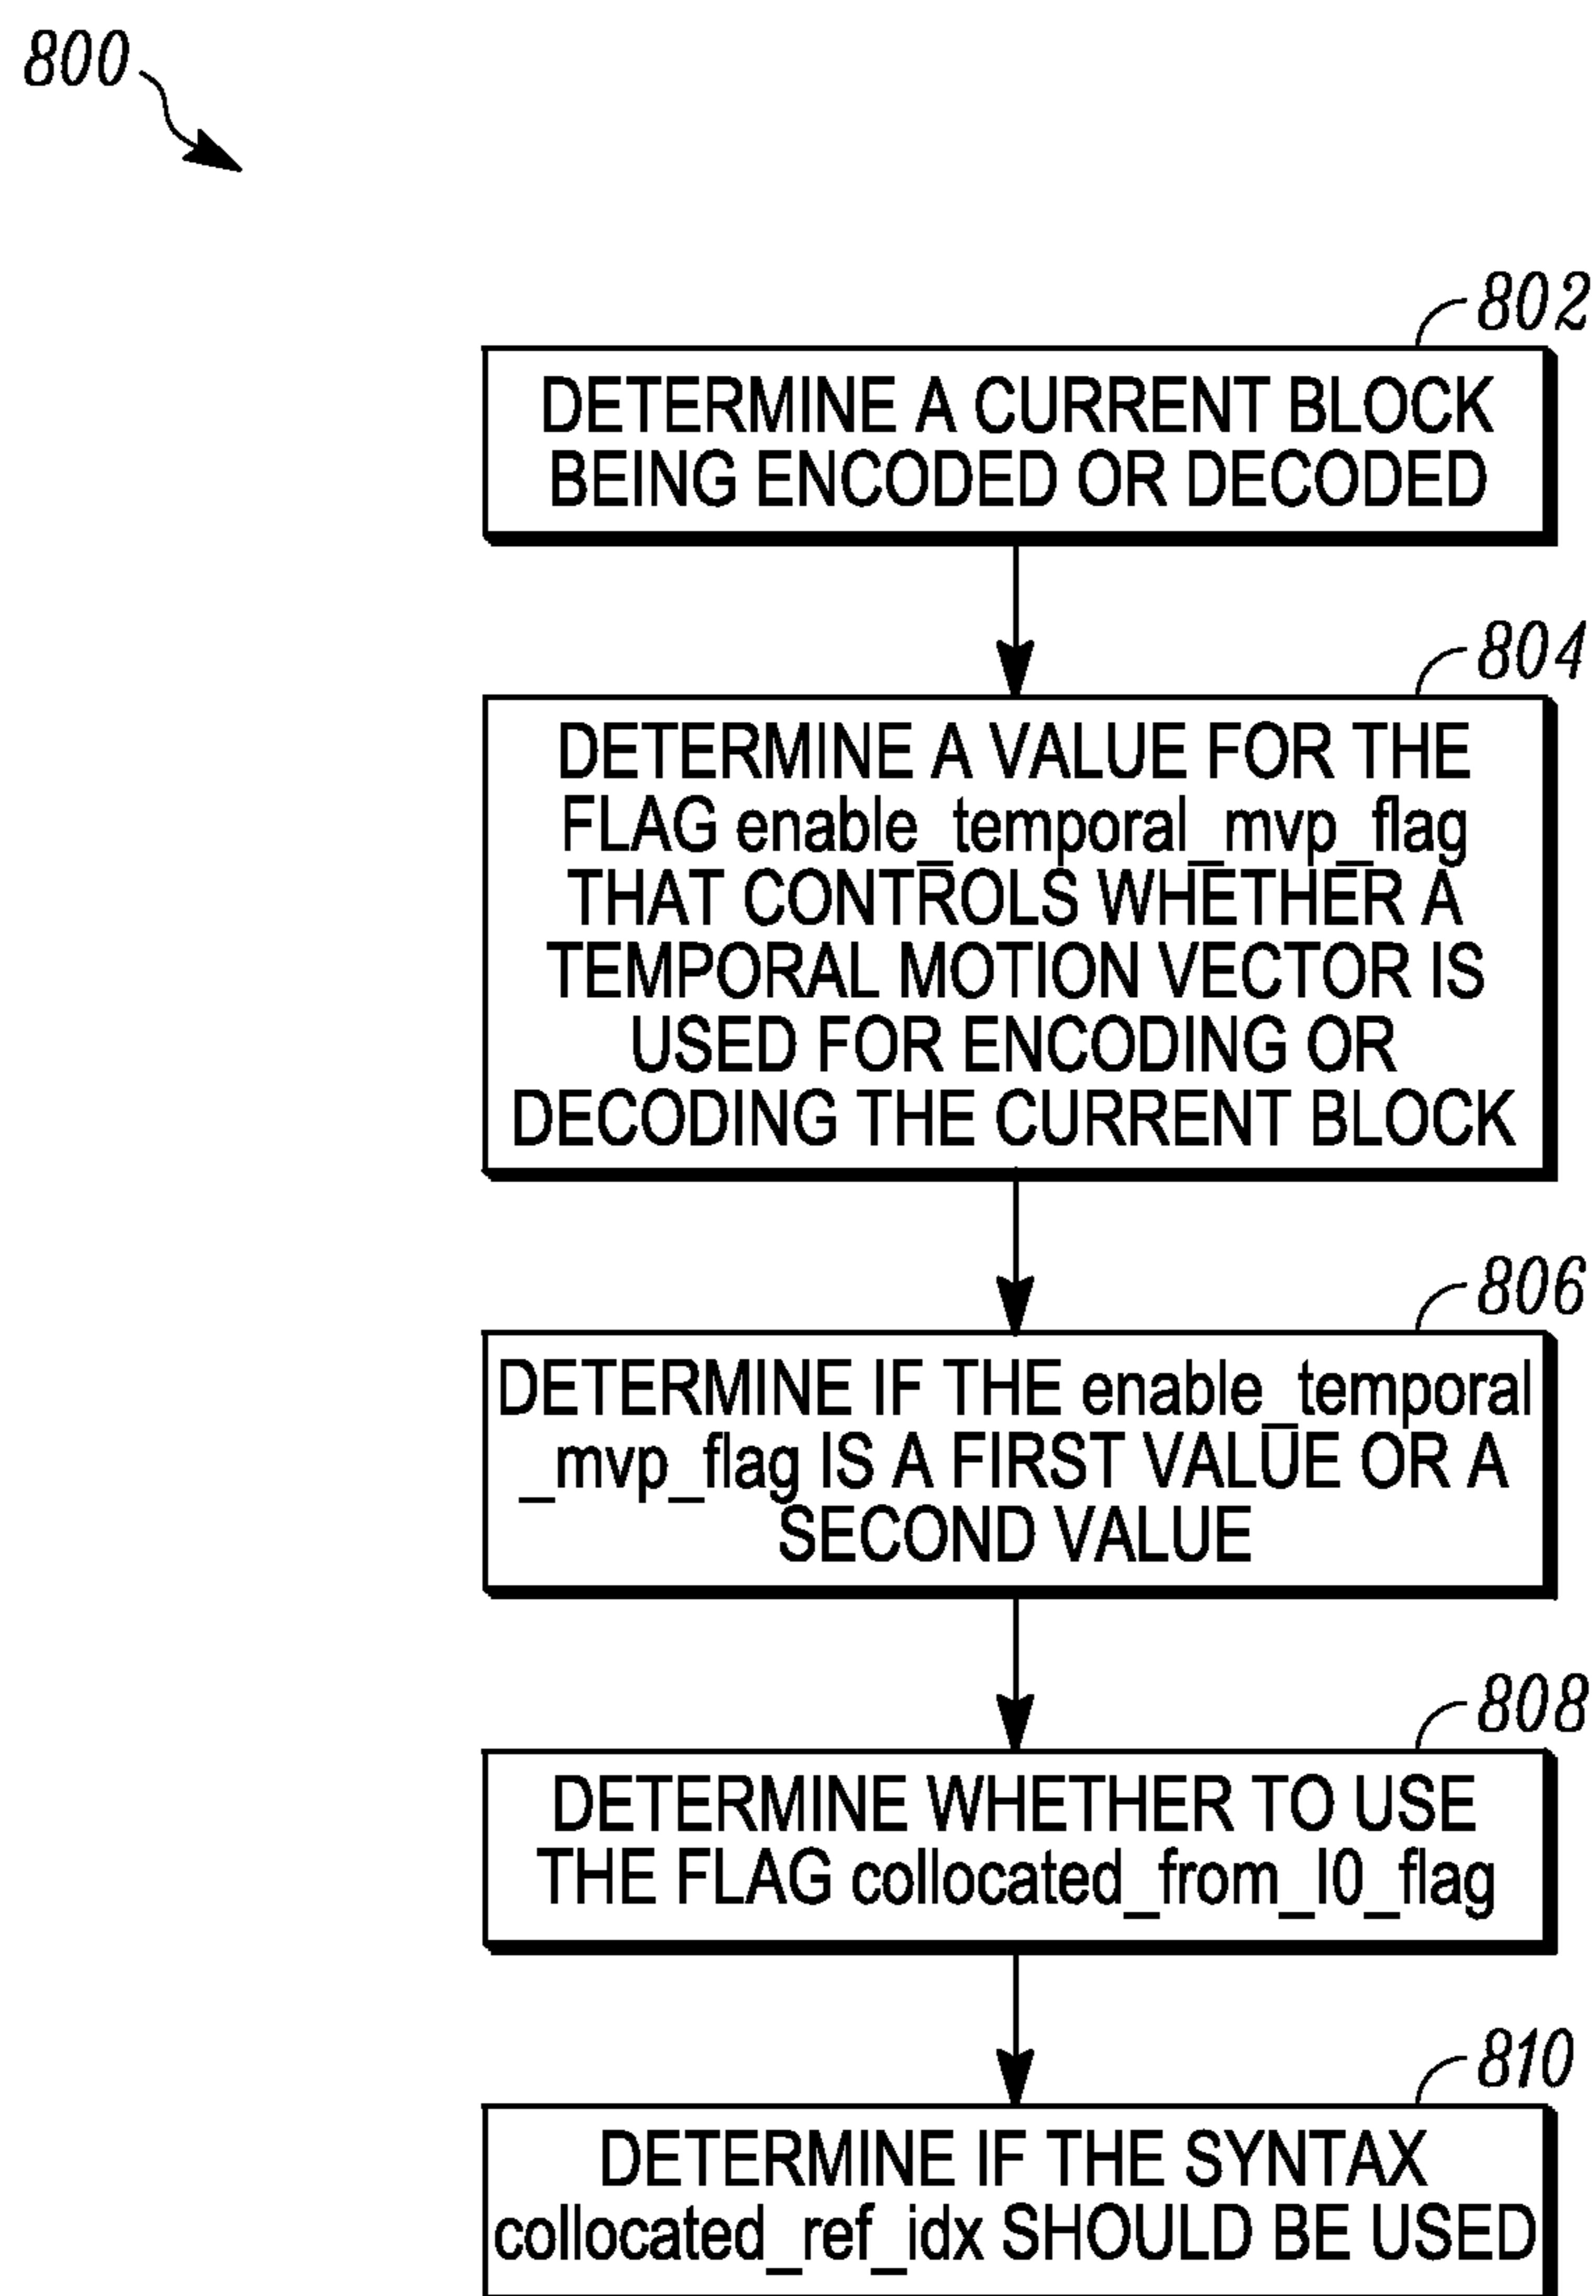 800
802
DETERMINE A CURRENT BLOCK
BEING ENCODED OR DECODED
804
DETERMINE A VALUE FOR THE
FLAG enable_temporal_mvp_flag
THAT CONTROLS WHETHER A
TEMPORAL MOTION VECTOR IS
USED FOR ENCODING OR
DECODING THE CURRENT BLOCK
806
DETERMINE IF THE enable_temporal
_mvp_flag IS A FIRST VALUE OR A
SECOND VALUE
808
DETERMINE WHETHER TO USE
THE FLAG collocated_from_l0_flag
810
DETERMINE IF THE SYNTAX
collocated_ref_idx SHOULD BE USED